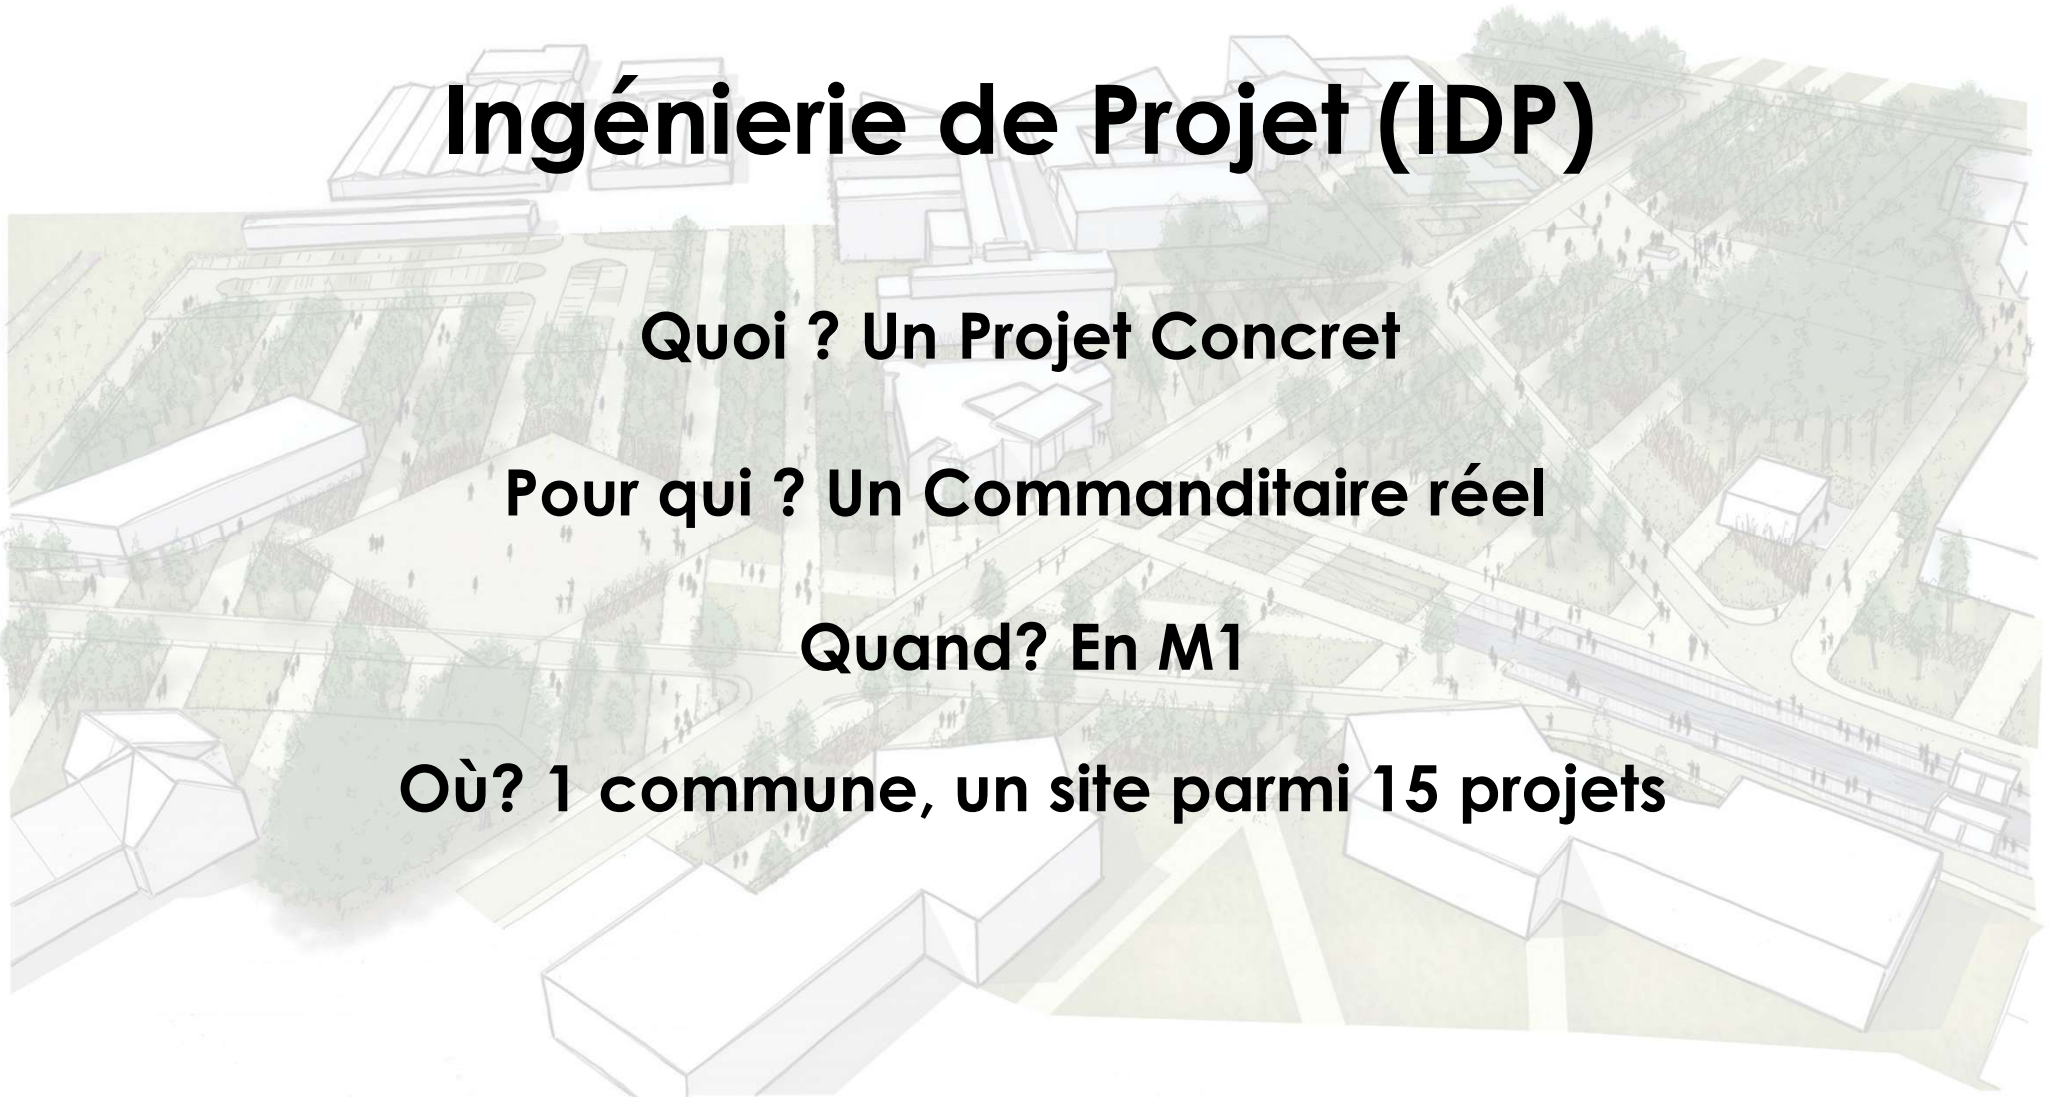 Ingénierie de Projet (IDP)
Quoi ? Un Projet Concret
Pour qui ? Un Commanditaire réel
Quand? En M1
Où? 1 commune, un site parmi 15 projets